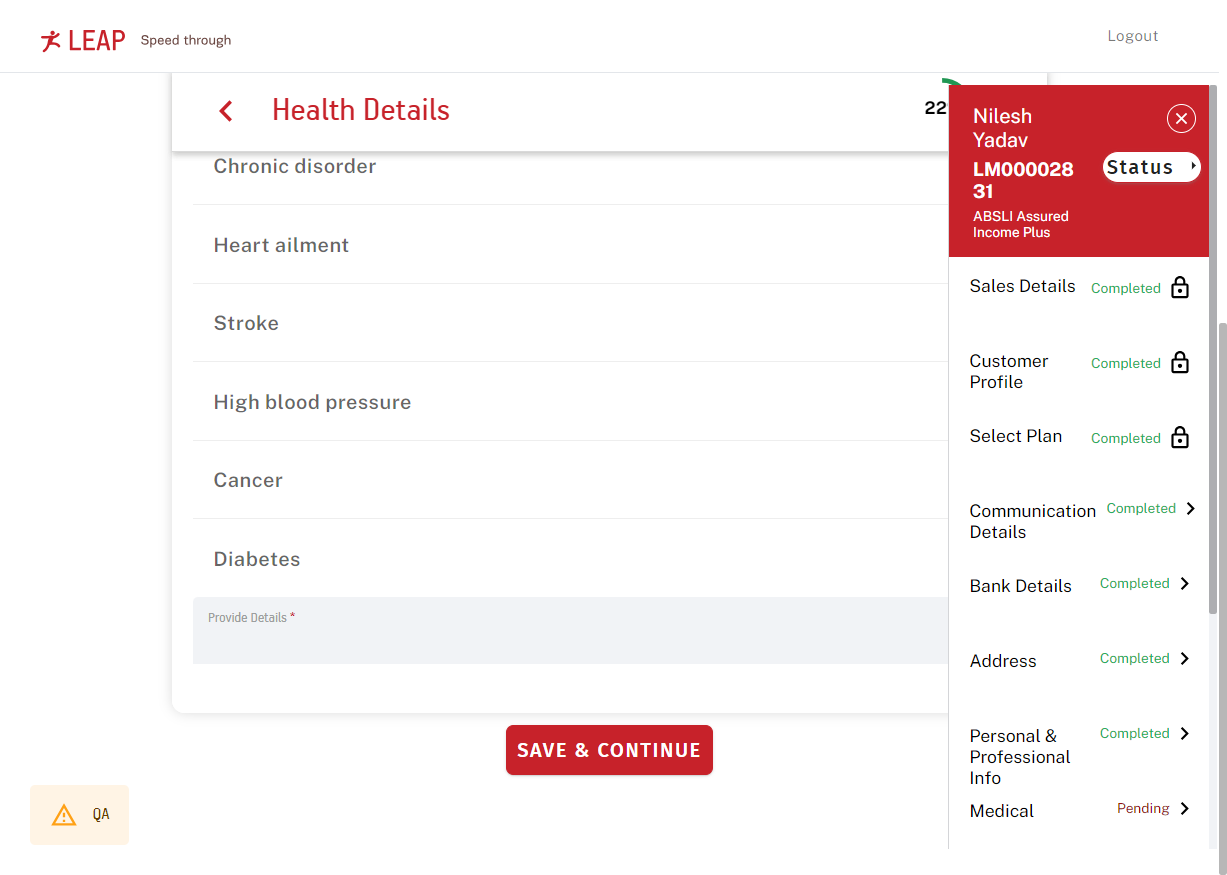 LEAP Speed through
Logout
Health Details
22
Chronic disorder
Heart ailment
Stroke
High blood pressure
Cancer
Diabetes
Provide Details *
SAVE & CONTINUE
QA
Nilesh
Yadav
LM000028
31
ABSLI Assured
Income Plus
Status
Sales Details Completed
Customer
Profile
Completed
Select Plan Completed
Communication
Details
Completed
Bank Details Completed
Address Completed
Personal &
Professional
Info
Completed
Medical Pending